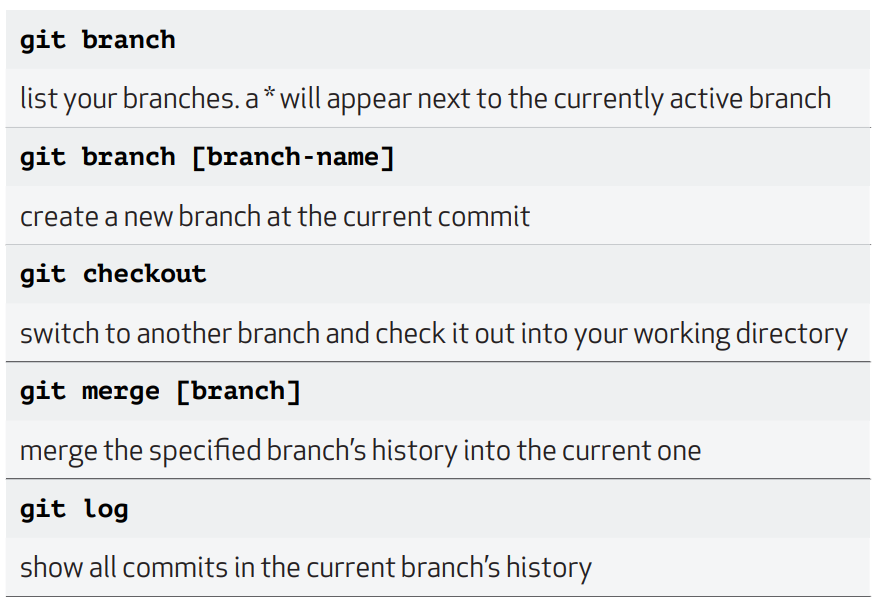 git branch
list your branches. a * will appear next to the currently active branch
git branch [branch-name]
create a new branch at the current commit
git checkout
switch to another branch and check it out into your working directory
git merge [branch]
merge the specified branch’s history into the current one
git log
show all commits in the current branch’s history